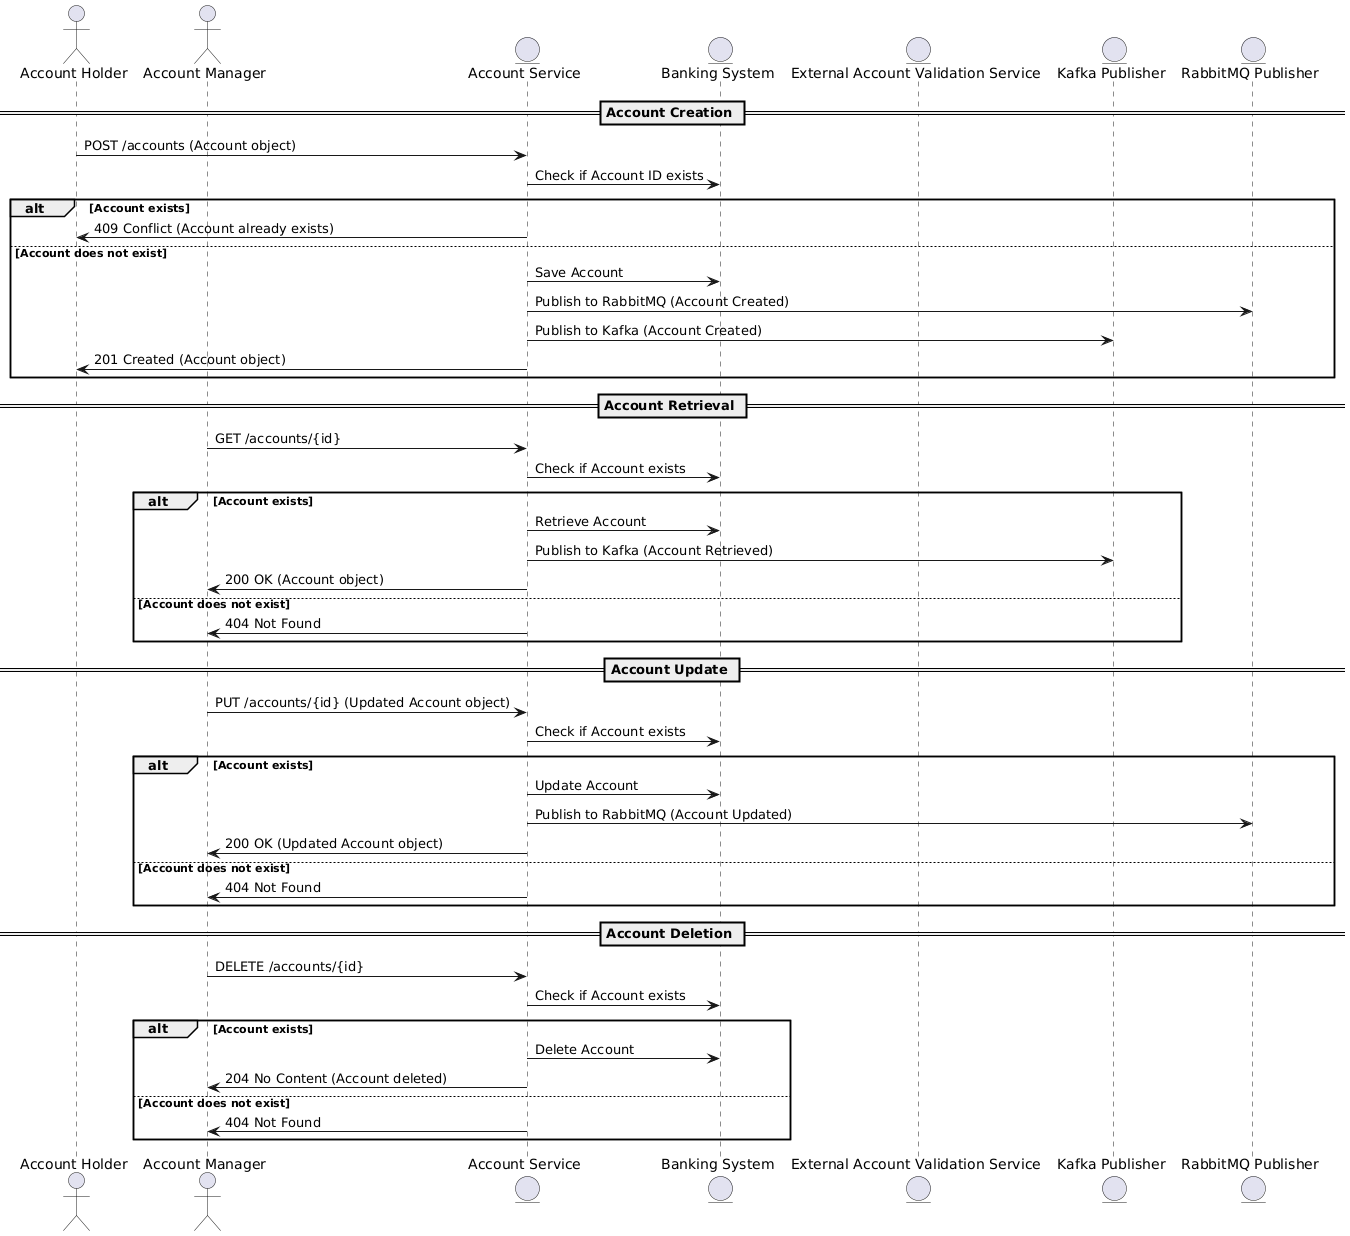 Account Holder Account Manager Account Service Banking System External Account Validation Service Kafka Publisher RabbitMQ Publisher
Account Creation
POST /accounts (Account object)
Check if Account ID exists
alt [Account exists]
409 Conflict (Account already exists)
[Account does not exist]
Save Account
Publish to RabbitMQ (Account Created)
Publish to Kafka (Account Created)
201 Created (Account object)
Account Retrieval
GET /accounts/{id}
Check if Account exists
alt [Account exists]
Retrieve Account
Publish to Kafka (Account Retrieved)
200 OK (Account object)
[Account does not exist]
404 Not Found
Account Update
PUT /accounts/{id} (Updated Account object)
Check if Account exists
alt [Account exists]
Update Account
Publish to RabbitMQ (Account Updated)
200 OK (Updated Account object)
[Account does not exist]
404 Not Found
Account Deletion
DELETE /accounts/{id}
Check if Account exists
alt [Account exists]
Delete Account
204 No Content (Account deleted)
[Account does not exist]
404 Not Found
Account Holder Account Manager Account Service Banking System External Account Validation Service Kafka Publisher RabbitMQ Publisher